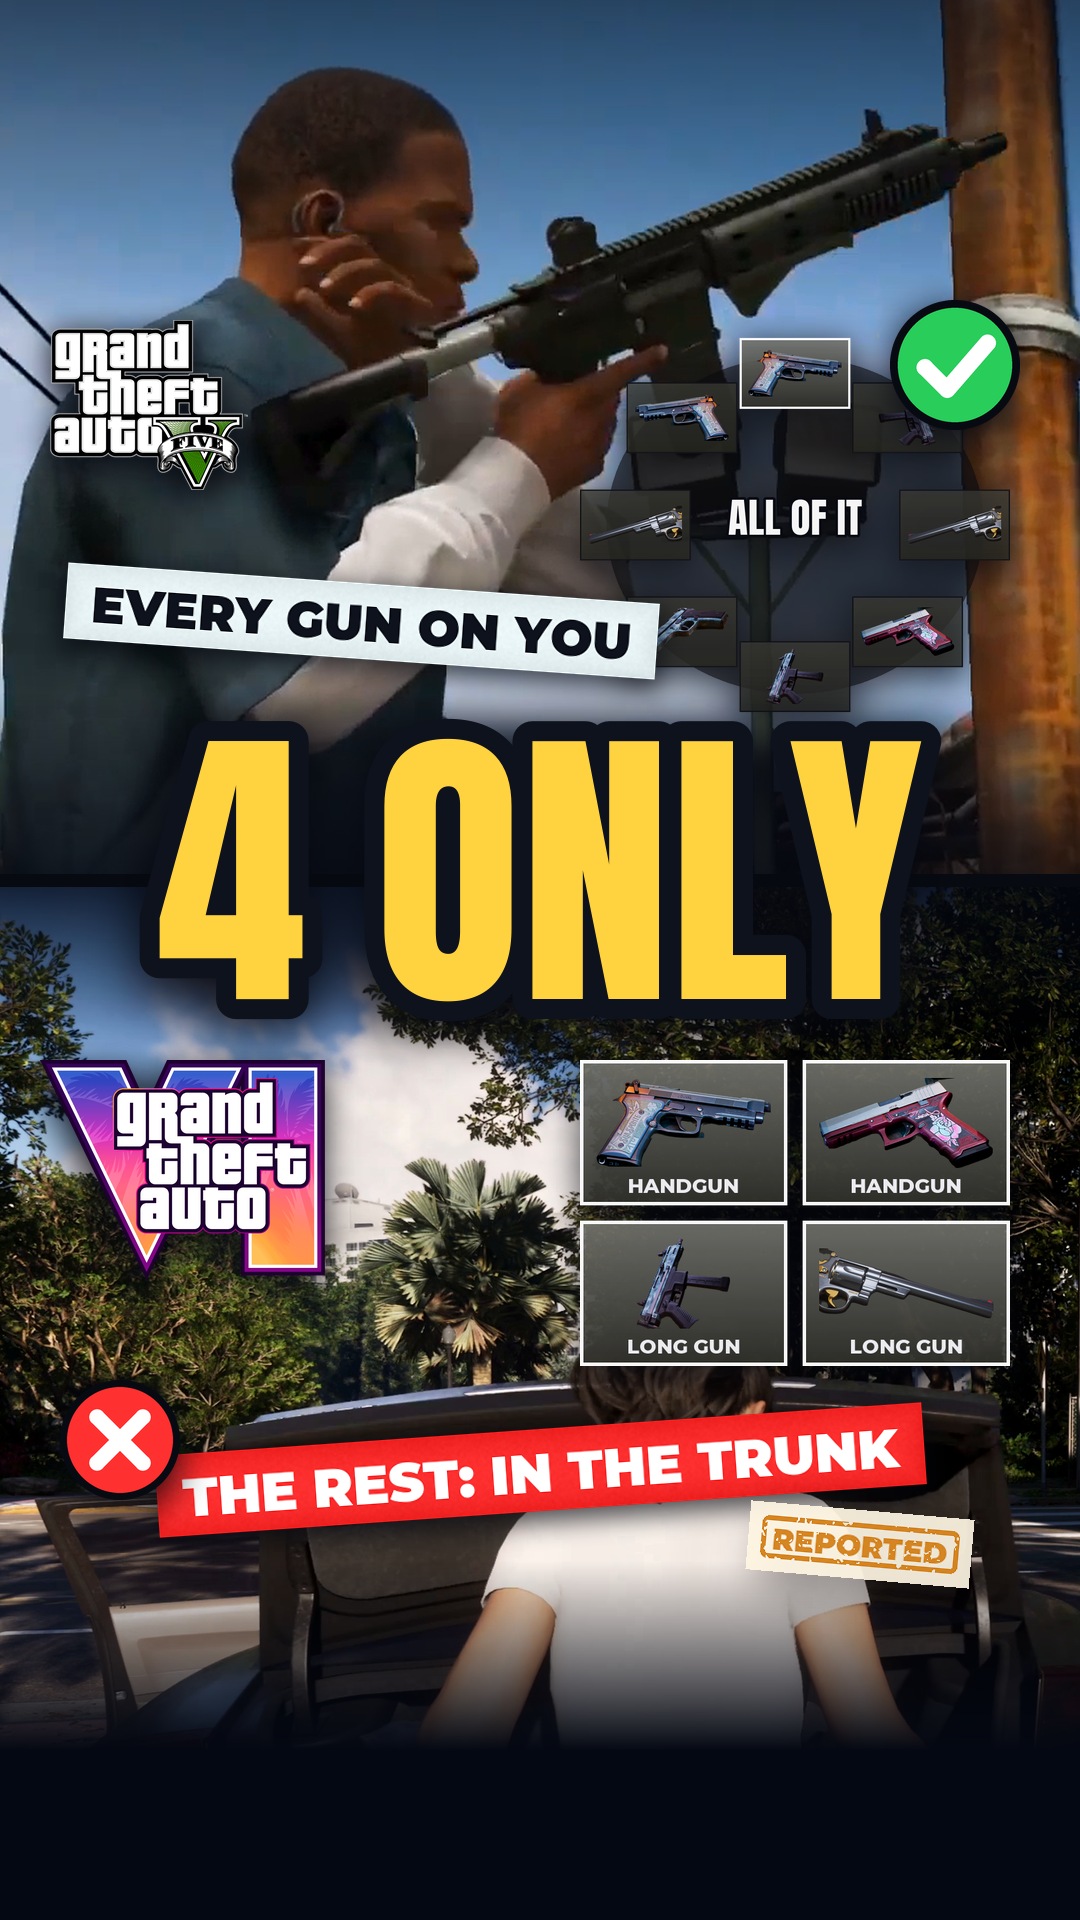 grand
theft
auto
FIVE
ALL OF IT
EVERY GUN ON YOU
4 ONLY
VI
grand
theft
auto
HANDGUN
HANDGUN
LONG GUN
LONG GUN
THE REST: IN THE TRUNK
REPORTED